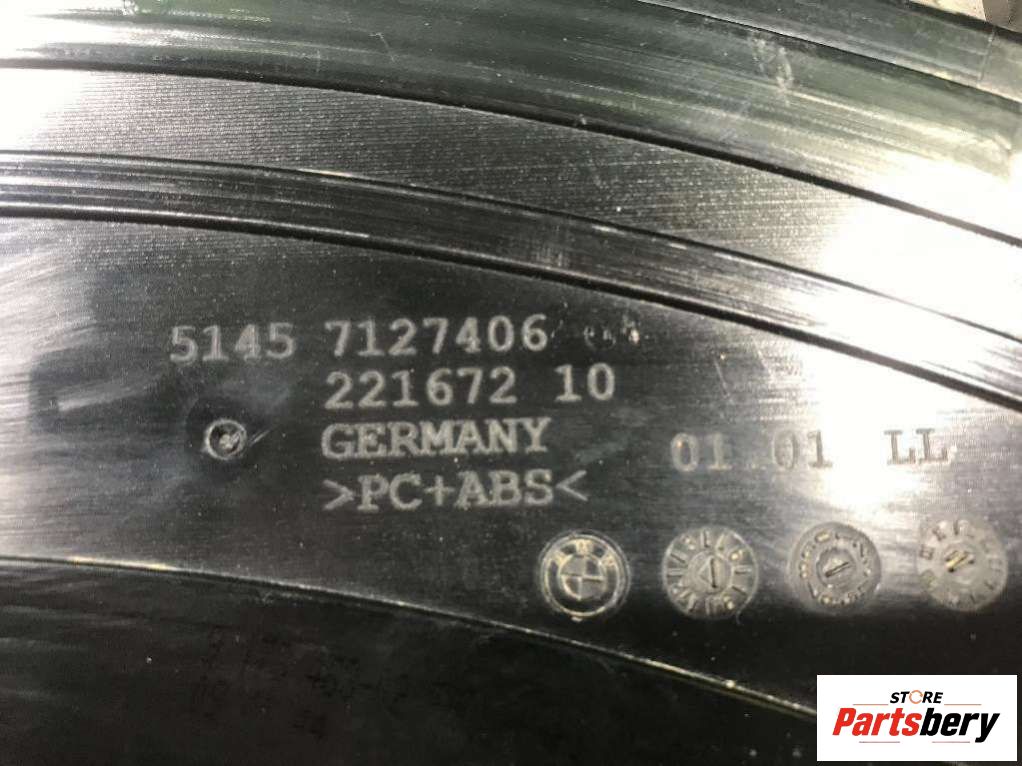 5145 7127406
221672 10
GERMANY
>PC+ABS<
01 01 LL
STORE
Partsbery